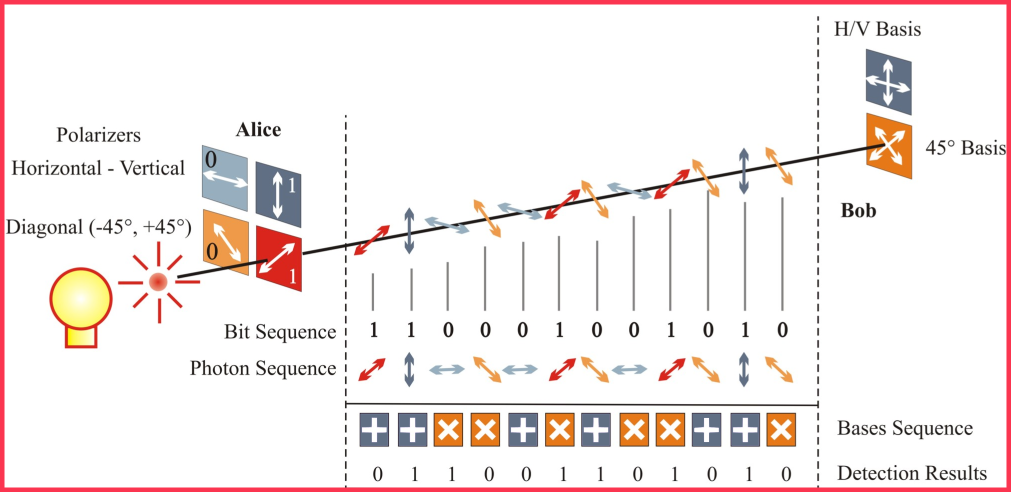 H/V Basis
45° Basis
Bob
Alice
Polarizers
Horizontal - Vertical
0
1
Diagonal (-45°, +45°)
0
1
Bit Sequence 1 1 0 0 0 1 0 0 1 0 1 0
Photon Sequence
Bases Sequence
0 1 1 0 0 1 1 0 1 0 1 0 Detection Results